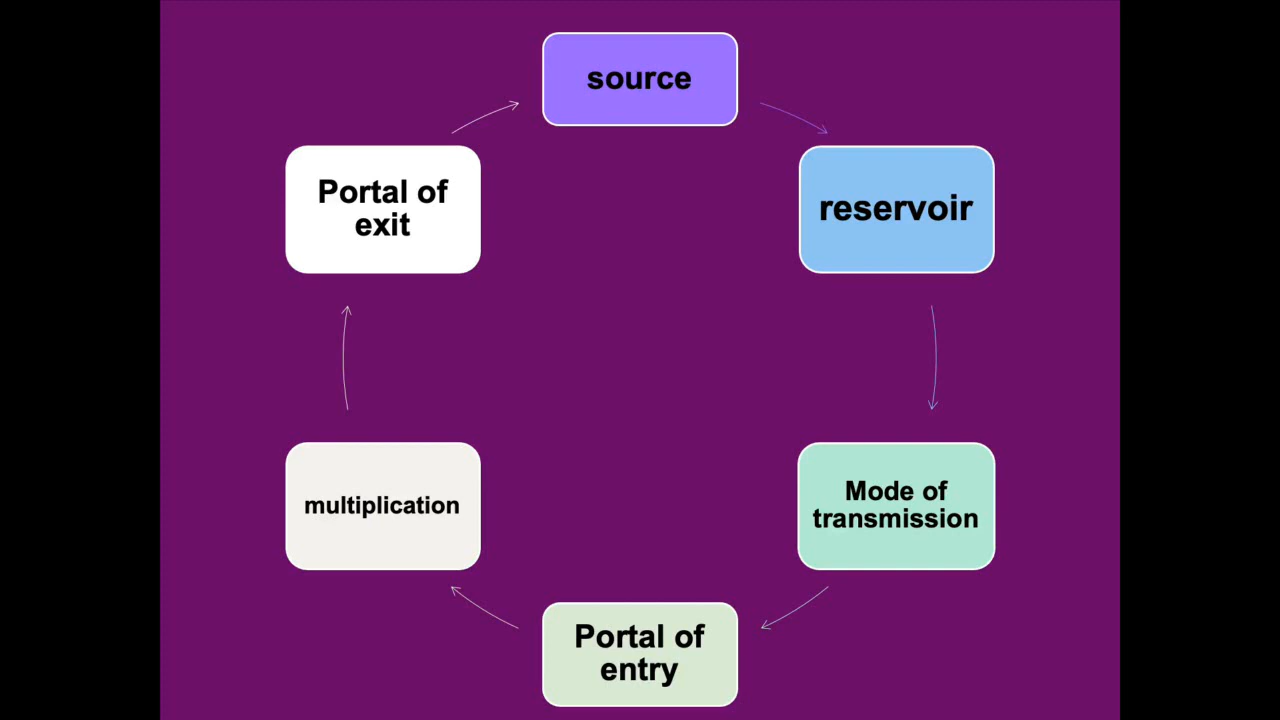 source
reservoir
Mode of
transmission
Portal of
entry
multiplication
Portal of
exit